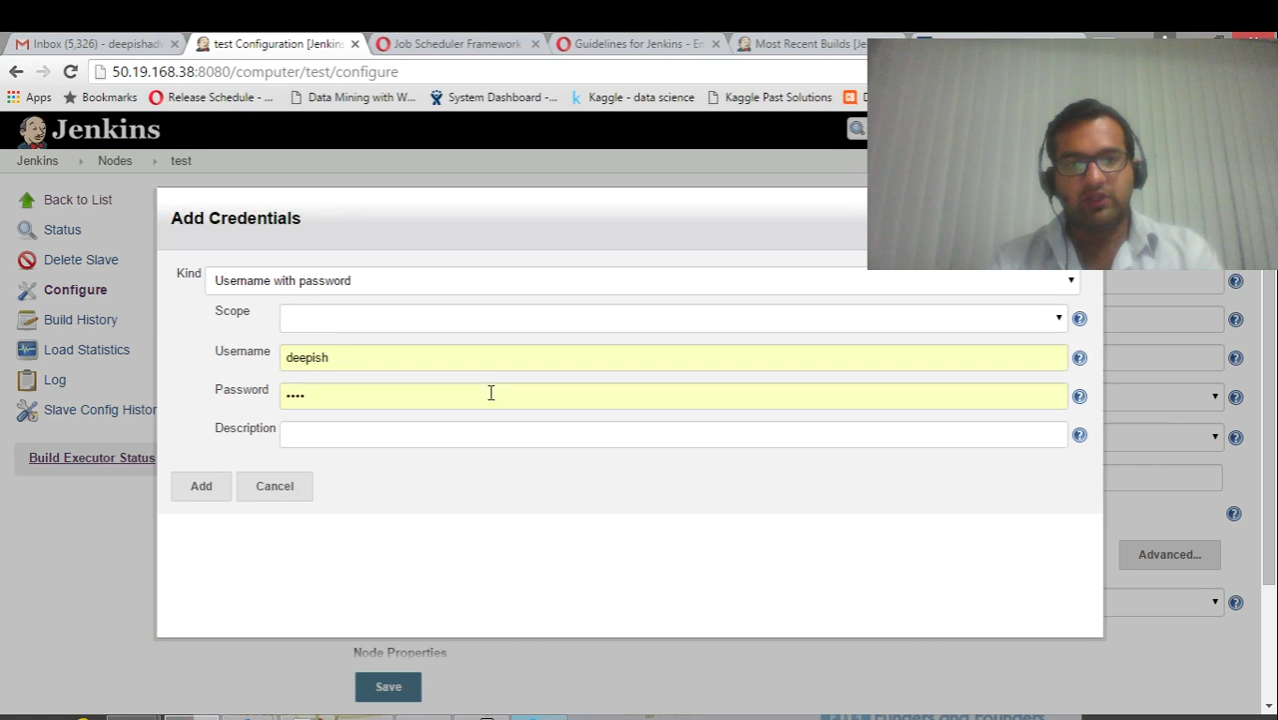 Inbox (5,326) - deepishad
test Configuration [Jenkins
Job Scheduler Framework
Guidelines for Jenkins - En
Most Recent Builds [Je
50.19.168.38:8080/computer/test/configure
Apps
Bookmarks
Release Schedule - ...
Data Mining with W...
System Dashboard -...
Kaggle - data science
Kaggle Past Solutions
Jenkins
Jenkins
Nodes
test
Back to List
Status
Delete Slave
Configure
Build History
Load Statistics
Log
Slave Config Histor
Build Executor Status
Add Credentials
Kind
Username with password
Scope
Username
deepish
Password
••••
Description
Add
Cancel
Advanced...
Node Properties
Save
Funders and Founders